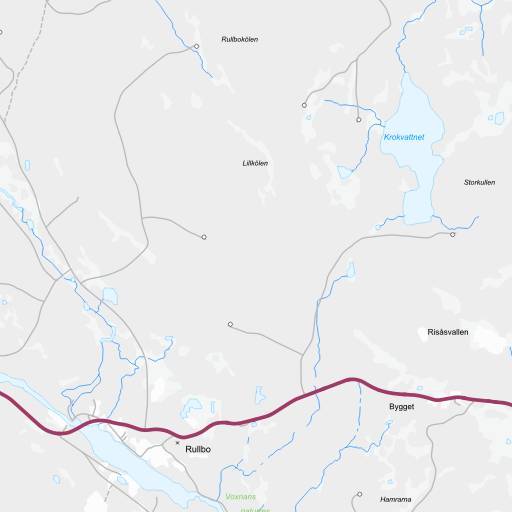 Rullbokölen
Krokvattnet
Lillkölen
Storkullen
Risåsvallen
Bygget
Rullbo
Voxnans
Hamrama